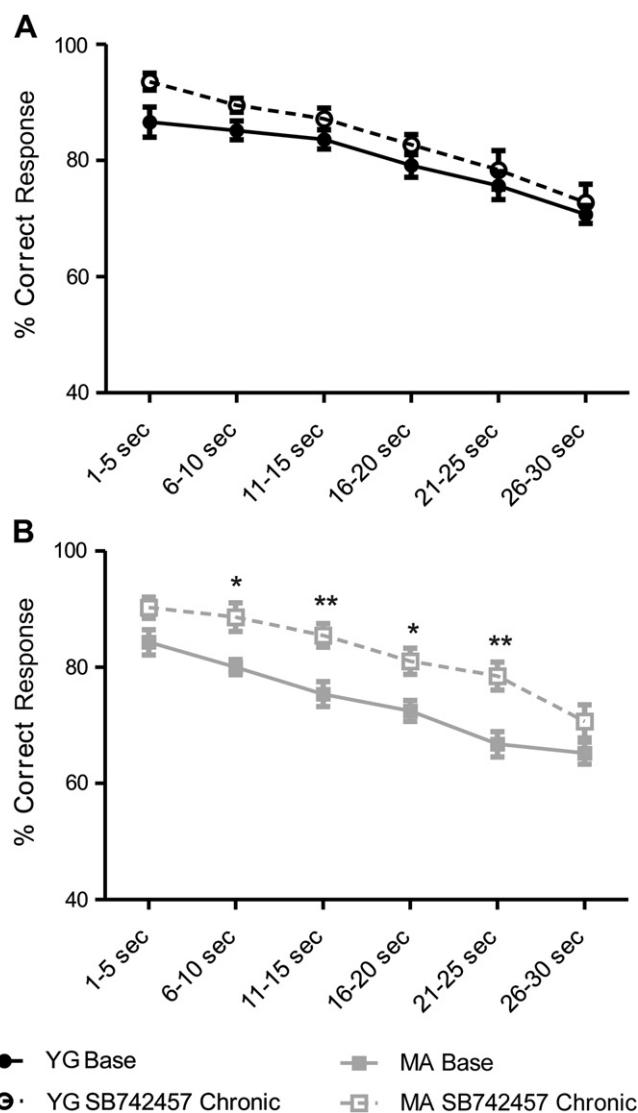 A
100
80
60
40
% Correct Response
1-5 sec
6-10 sec
11-15 sec
16-20 sec
21-25 sec
26-30 sec
B
100
80
60
40
% Correct Response
* ** * **
1-5 sec
6-10 sec
11-15 sec
16-20 sec
21-25 sec
26-30 sec
YG Base MA Base
YG SB742457 Chronic MA SB742457 Chronic